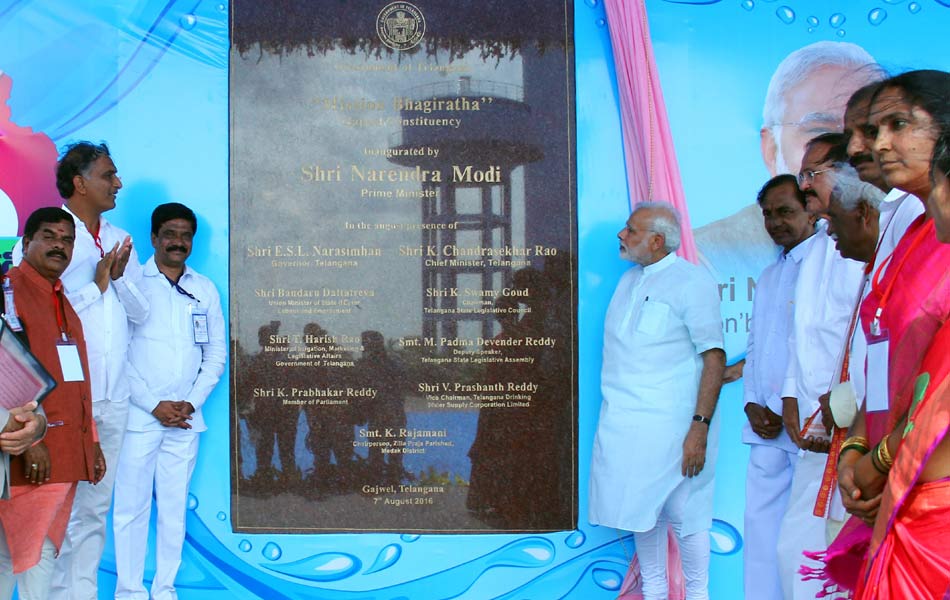 Government of Telangana
"Mission Bhagiratha"
Gajwel Constituency
Inaugurated by
Shri Narendra Modi
Prime Minister
In the august presence of
Shri E.S.L. Narasimhan
Governor, Telangana
Shri K. Chandrasekhar Rao
Chief Minister, Telangana
Shri Bandaru Dattatreya
Union Minister of State (I/C) for
Labour and Employment
Shri K. Swamy Goud
Chairman,
Telangana State Legislative Council
Shri T. Harish Rao
Minister of Irrigation, Marketing &
Legislative Affairs
Government of Telangana
Smt. M. Padma Devender Reddy
Deputy Speaker,
Telangana State Legislative Assembly
Shri K. Prabhakar Reddy
Member of Parliament
Shri V. Prashanth Reddy
Vice Chairman, Telangana Drinking
Water Supply Corporation Limited
Smt. K. Rajamani
Chairperson, Zilla Praja Parishad,
Medak District
Gajwel, Telangana
7th August 2016